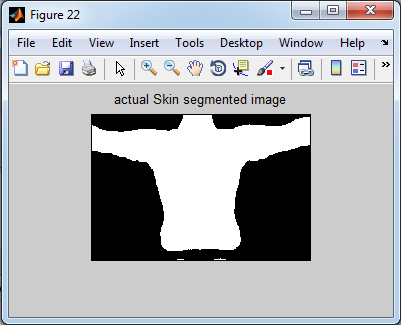 Figure 22
File Edit View Insert Tools Desktop Window Help
actual Skin segmented image